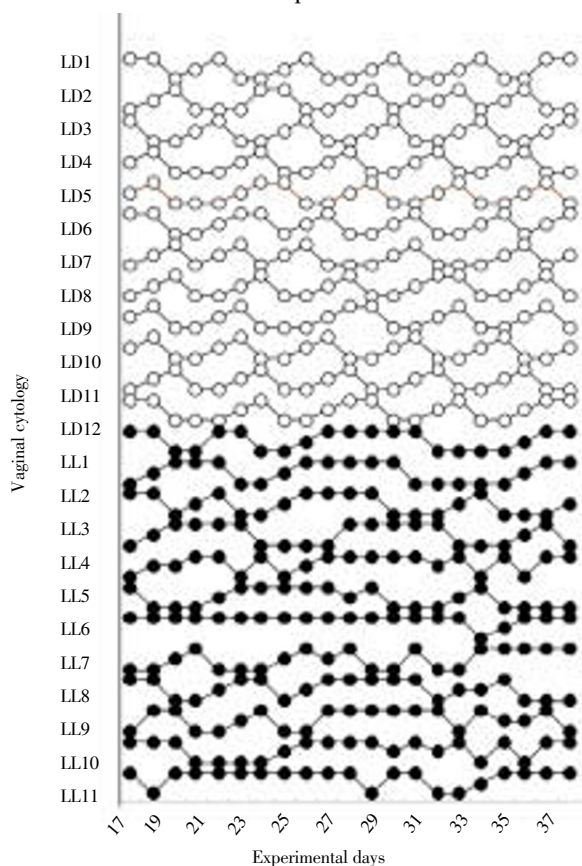 LD1
LD2
LD3
LD4
LD5
LD6
LD7
LD8
LD9
LD10
LD11
LD12
LL1
LL2
LL3
LL4
LL5
LL6
LL7
LL8
LL9
LL10
LL11
Vaginal cytology
17 19 21 23 25 27 29 31 33 35 37
Experimental days